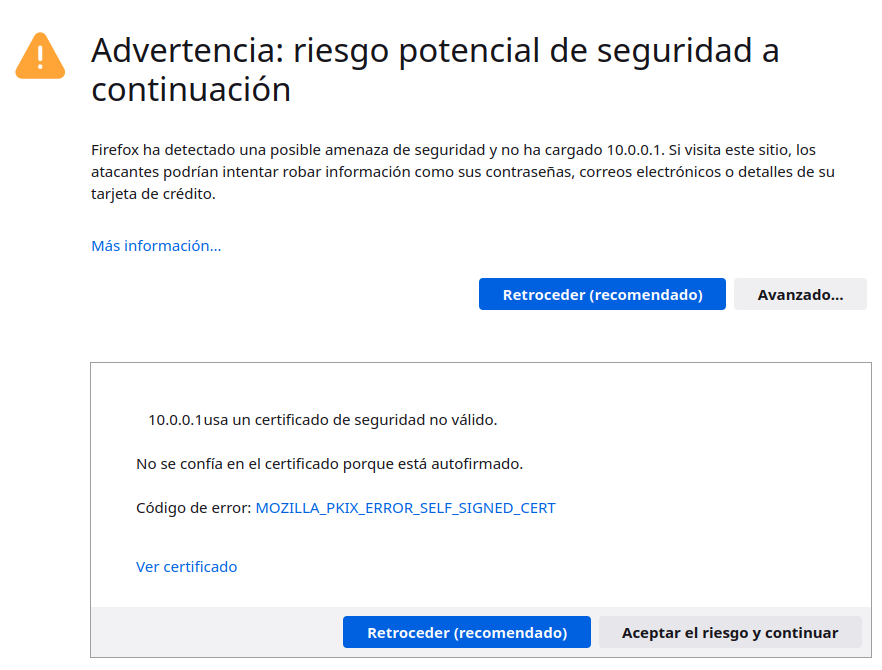 Advertencia: riesgo potencial de seguridad a
continuación
Firefox ha detectado una posible amenaza de seguridad y no ha cargado 10.0.0.1. Si visita este sitio, los
atacantes podrían intentar robar información como sus contraseñas, correos electrónicos o detalles de su
tarjeta de crédito.
Más información...
Retroceder (recomendado) Avanzado...
10.0.0.1usa un certificado de seguridad no válido.
No se confía en el certificado porque está autofirmado.
Código de error: MOZILLA_PKIX_ERROR_SELF_SIGNED_CERT
Ver certificado
Retroceder (recomendado) Aceptar el riesgo y continuar